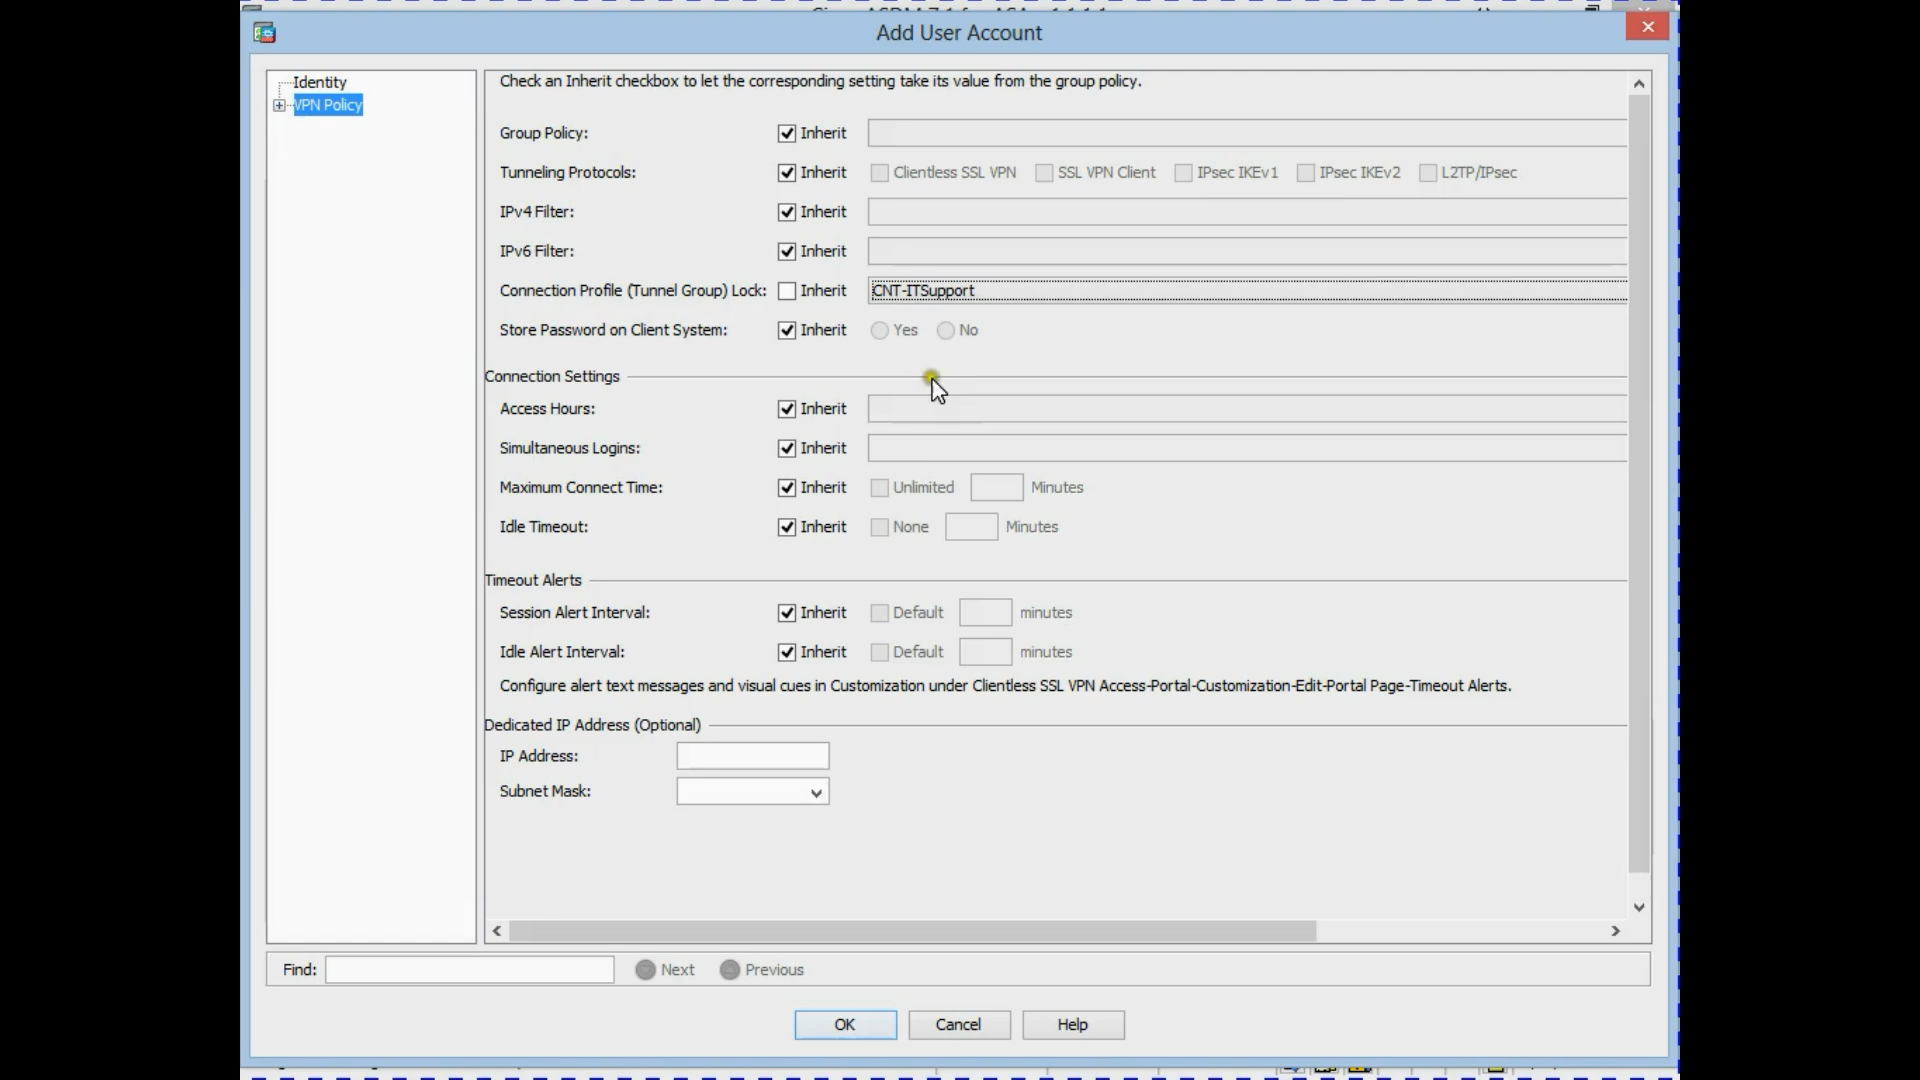 Add User Account
Identity
VPN Policy
Check an Inherit checkbox to let the corresponding setting take its value from the group policy.
Group Policy: Inherit
Tunneling Protocols: Inherit Clientless SSL VPN SSL VPN Client IPsec IKEv1 IPsec IKEv2 L2TP/IPsec
IPv4 Filter: Inherit
IPv6 Filter: Inherit
Connection Profile (Tunnel Group) Lock: Inherit CNT-ITSupport
Store Password on Client System: Inherit Yes No
Connection Settings
Access Hours: Inherit
Simultaneous Logins: Inherit
Maximum Connect Time: Inherit Unlimited Minutes
Idle Timeout: Inherit None Minutes
Timeout Alerts
Session Alert Interval: Inherit Default minutes
Idle Alert Interval: Inherit Default minutes
Configure alert text messages and visual cues in Customization under Clientless SSL VPN Access-Portal-Customization-Edit-Portal Page-Timeout Alerts.
Dedicated IP Address (Optional)
IP Address:
Subnet Mask:
Find: Next Previous
OK Cancel Help